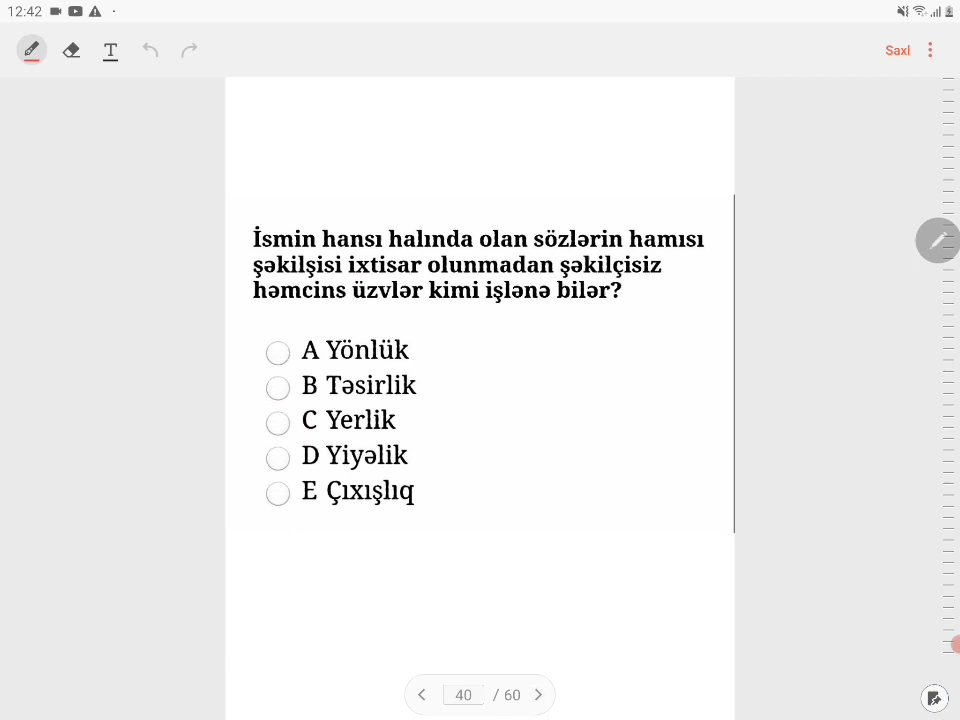 12:42
T
Saxl
İsmin hansı halında olan sözlərin hamısı
şəkilşisi ixtisar olunmadan şəkilçisiz
həmcins üzvlər kimi işlənə bilər?
A Yönlük
B Təsirlik
C Yerlik
D Yiyəlik
E Çıxışlıq
40 / 60